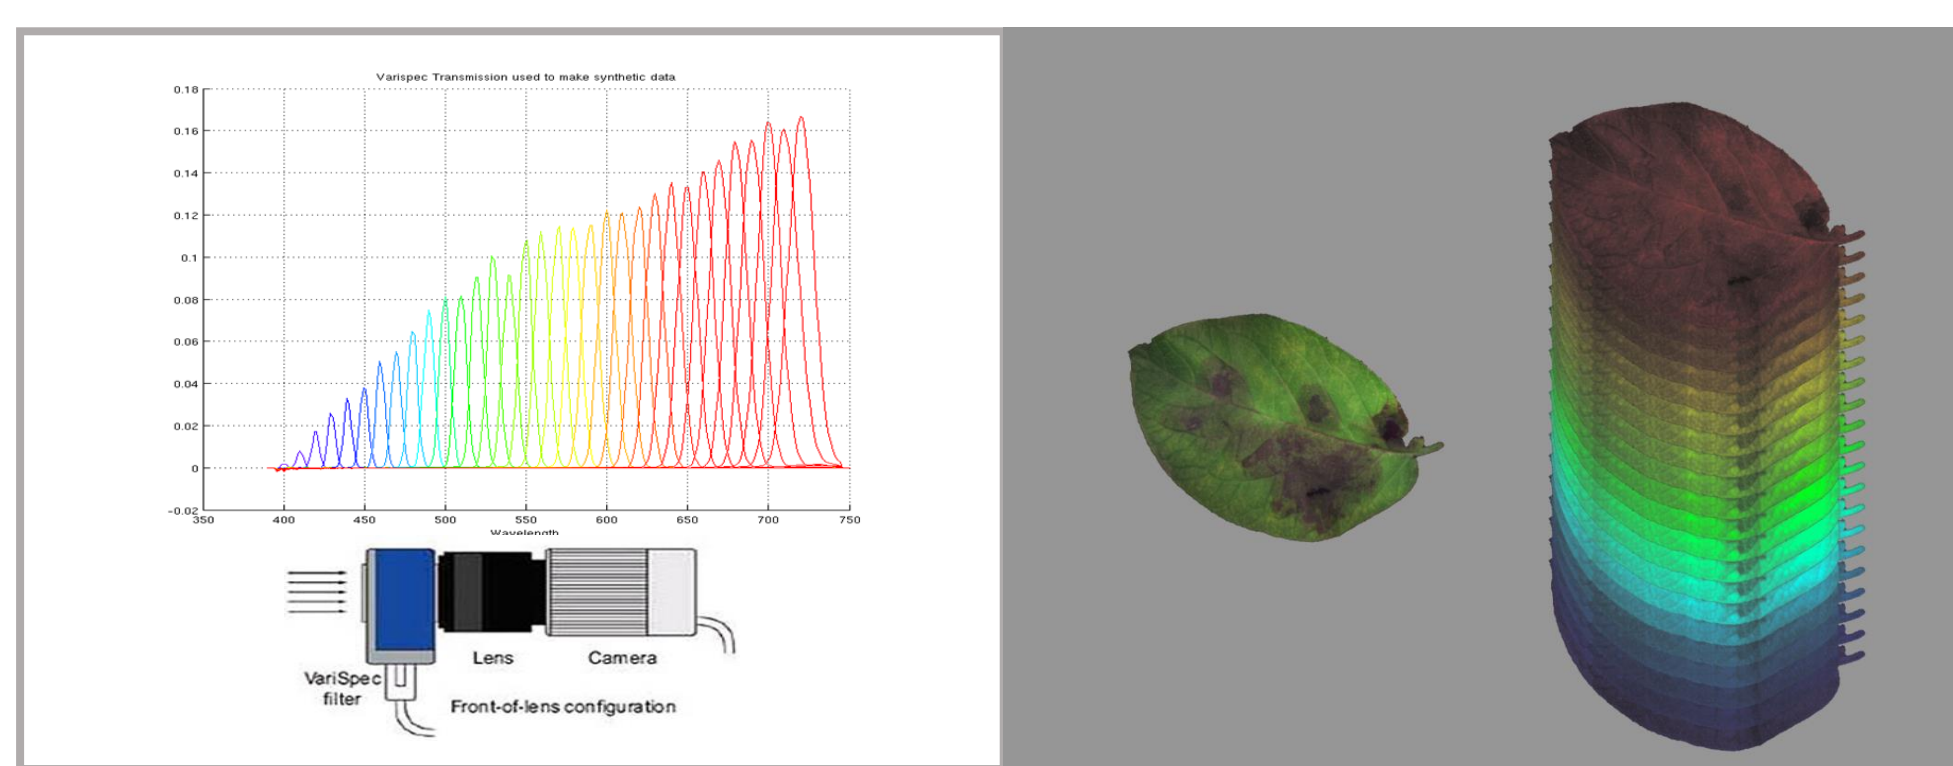 Varispec Transmission used to make synthetic data
0.18
0.16
0.14
0.12
0.1
0.08
0.06
0.04
0.02
0
-0.02
350 400 450 500 550 600 650 700 750
Wavelength
Lens Camera
VariSpec
filter
Front-of-lens configuration